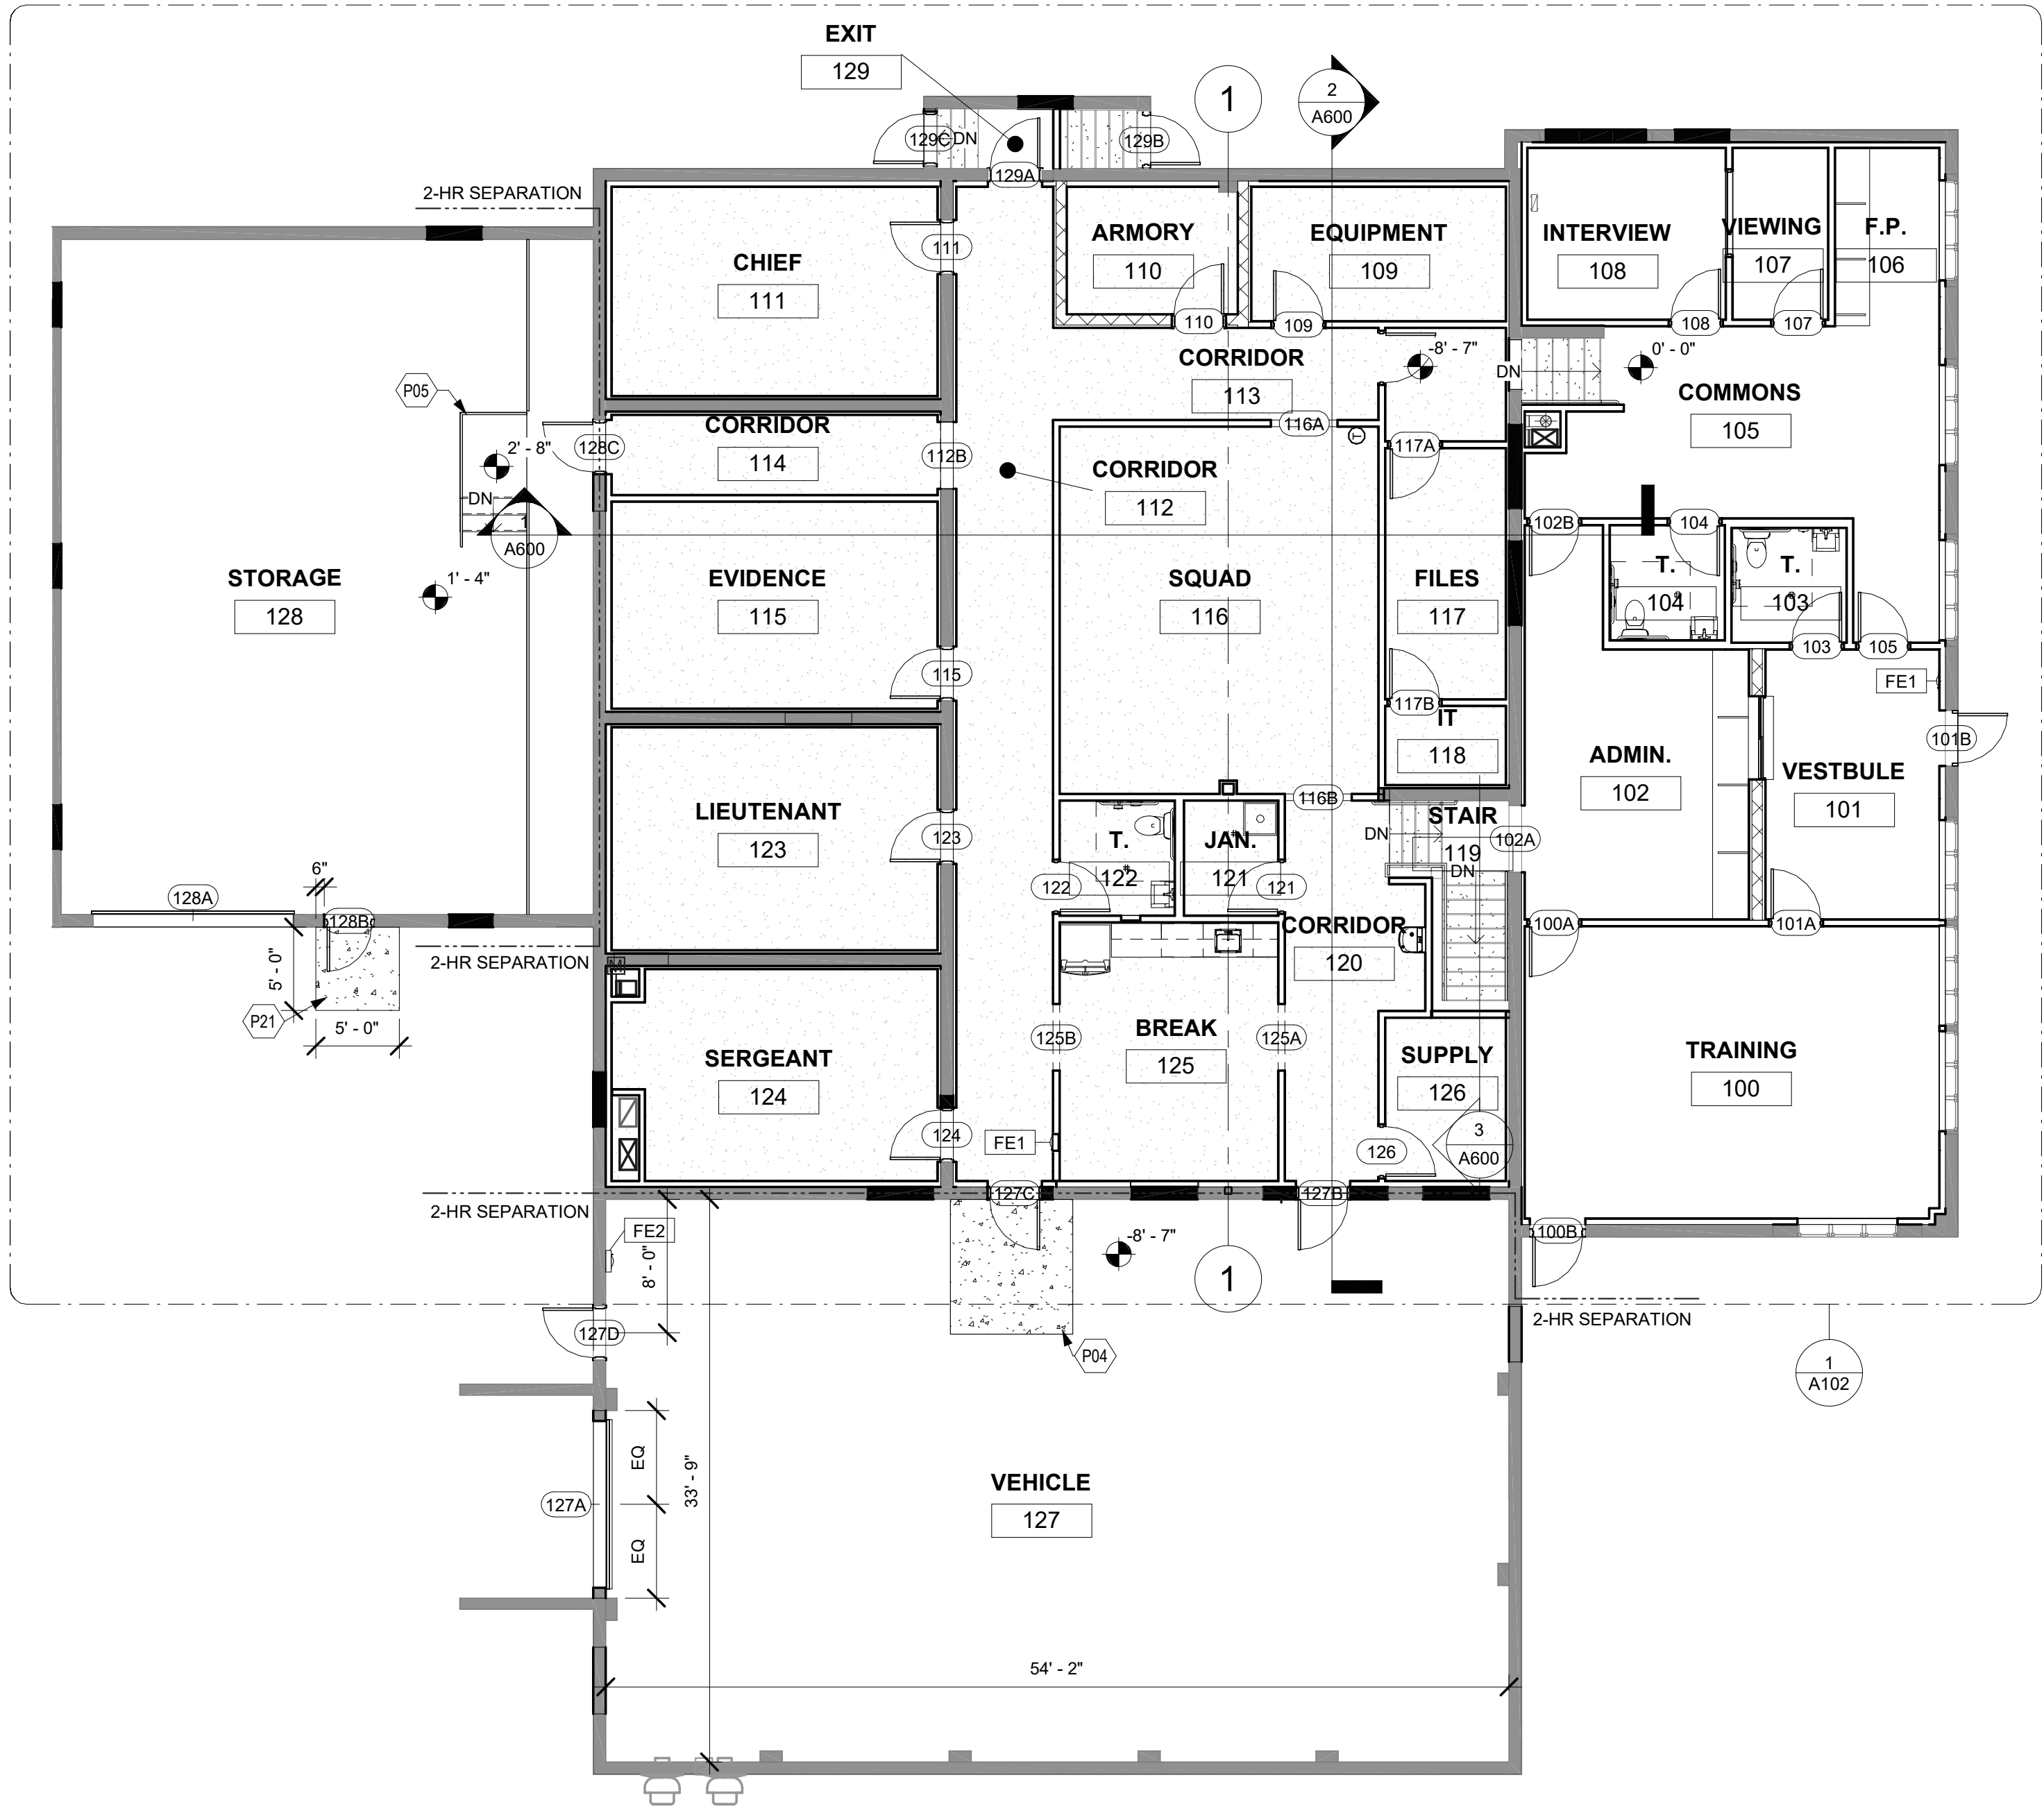 EXIT
129
1
2
A600
129C
DN
129B
129A
2-HR SEPARATION
CHIEF
111
111
ARMORY
110
110
EQUIPMENT
109
109
INTERVIEW
108
108
VIEWING
107
107
F.P.
106
CORRIDOR
113
-8' - 7"
DN
0' - 0"
COMMONS
105
P05
CORRIDOR
114
128C
2' - 8"
112B
116A
T
117A
CORRIDOR
112
DN
1
A600
102B
104
STORAGE
128
1' - 4"
EVIDENCE
115
115
SQUAD
116
FILES
117
T.
104
T.
103
103
105
117B
IT
118
FE1
101B
ADMIN.
102
VESTBULE
101
LIEUTENANT
123
123
116B
STAIR
119
DN
DN
102A
T.
122
122
JAN.
121
121
128A
6"
128B
5' - 0"
P21
5' - 0"
2-HR SEPARATION
CORRIDOR
120
100A
101A
M
SERGEANT
124
124
125B
BREAK
125
125A
SUPPLY
126
126
3
A600
TRAINING
100
FE1
127C
127B
2-HR SEPARATION
FE2
8' - 0"
-8' - 7"
1
100B
2-HR SEPARATION
127D
P04
1
A102
EQ
127A
EQ
33' - 9"
VEHICLE
127
54' - 2"